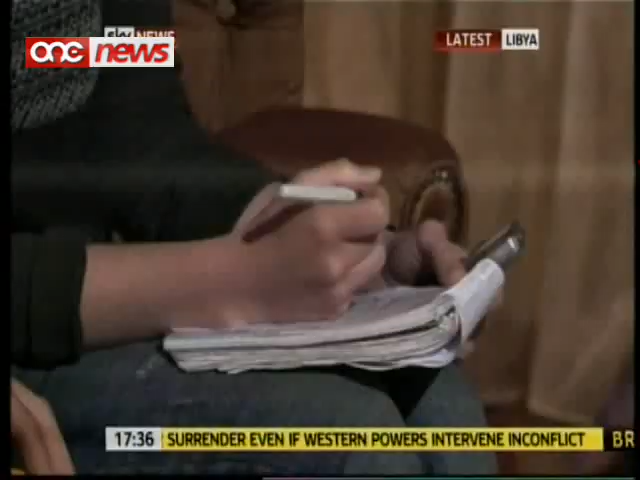 sky NEWS
one news
LATEST LIBYA
17:36 SURRENDER EVEN IF WESTERN POWERS INTERVENE INCONFLICT BR